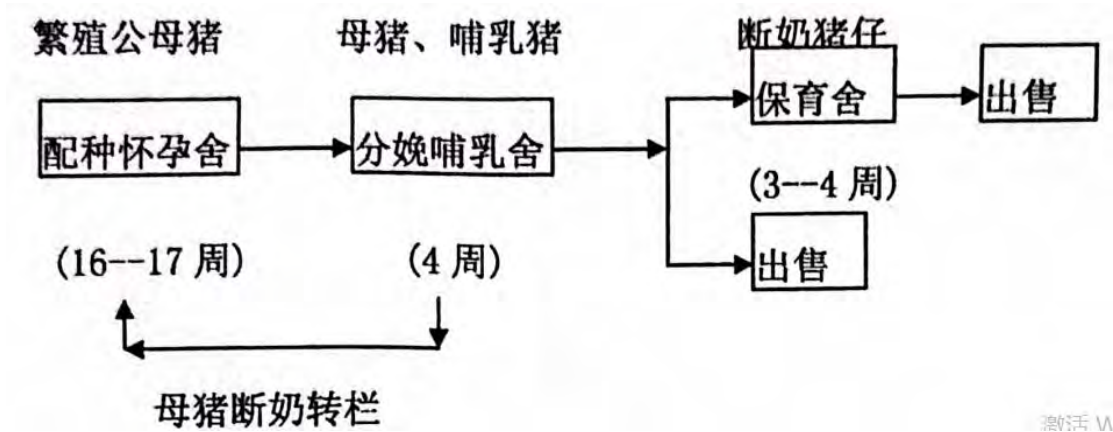 繁殖公母猪
母猪、哺乳猪
断奶猪仔
配种怀孕舍
分娩哺乳舍
保育舍
出售
(3--4 周)
(16--17 周)
(4 周)
出售
母猪断奶转栏
激活 W